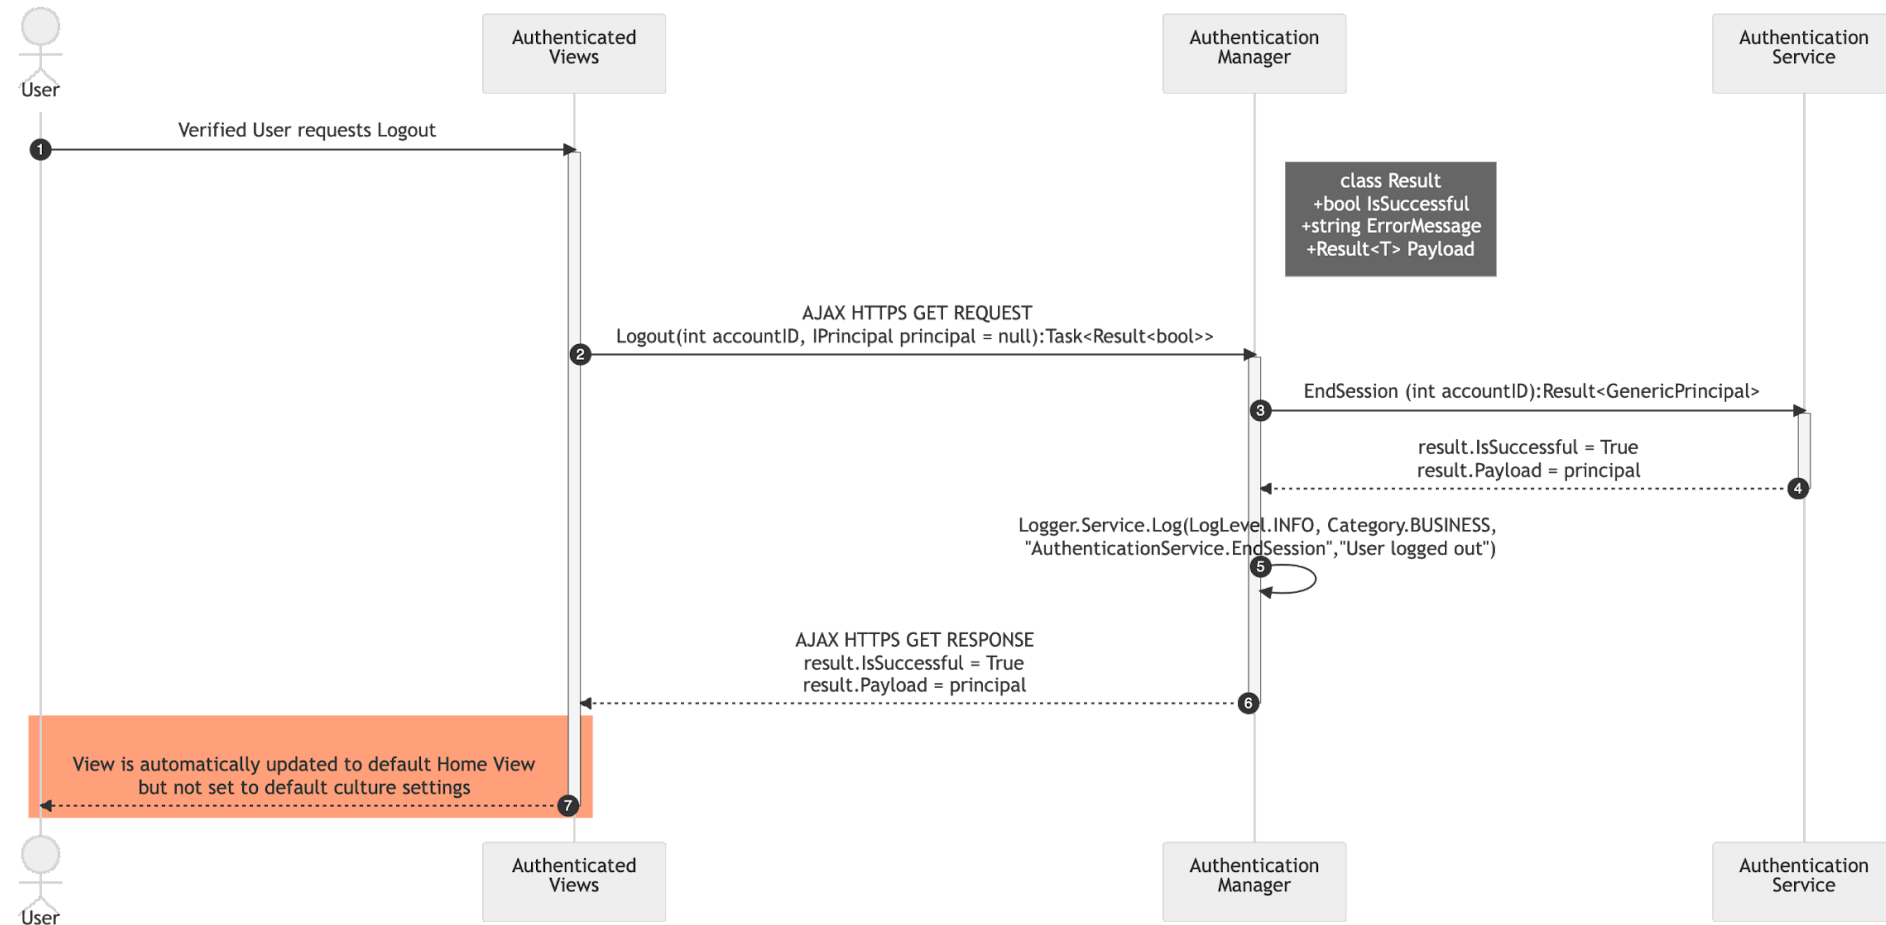 User
Authenticated
Views
Authentication
Manager
Authentication
Service
Verified User requests Logout
1
class Result
+bool IsSuccessful
+string ErrorMessage
+Result<T> Payload
AJAX HTTPS GET REQUEST
Logout(int accountID, IPrincipal principal = null):Task<Result<bool>>
2
EndSession (int accountID):Result<GenericPrincipal>
3
result.IsSuccessful = True
result.Payload = principal
4
Logger.Service.Log(LogLevel.INFO, Category.BUSINESS,
"AuthenticationService.EndSession","User logged out")
5
AJAX HTTPS GET RESPONSE
result.IsSuccessful = True
result.Payload = principal
6
View is automatically updated to default Home View
but not set to default culture settings
7
User
Authenticated
Views
Authentication
Manager
Authentication
Service